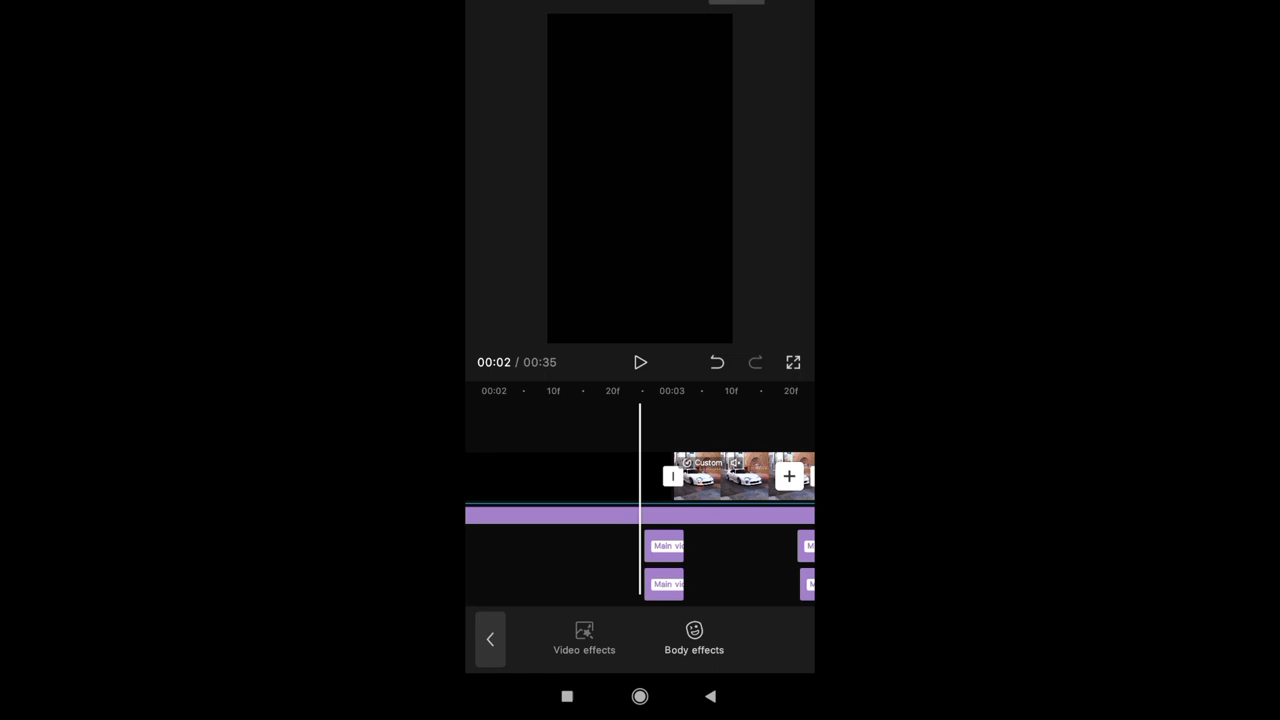 00:02 / 00:35
00:02 · 10f · 20f · 00:03 · 10f · 20f
Custom
Main vi
M
Main vi
M
Video effects
Body effects